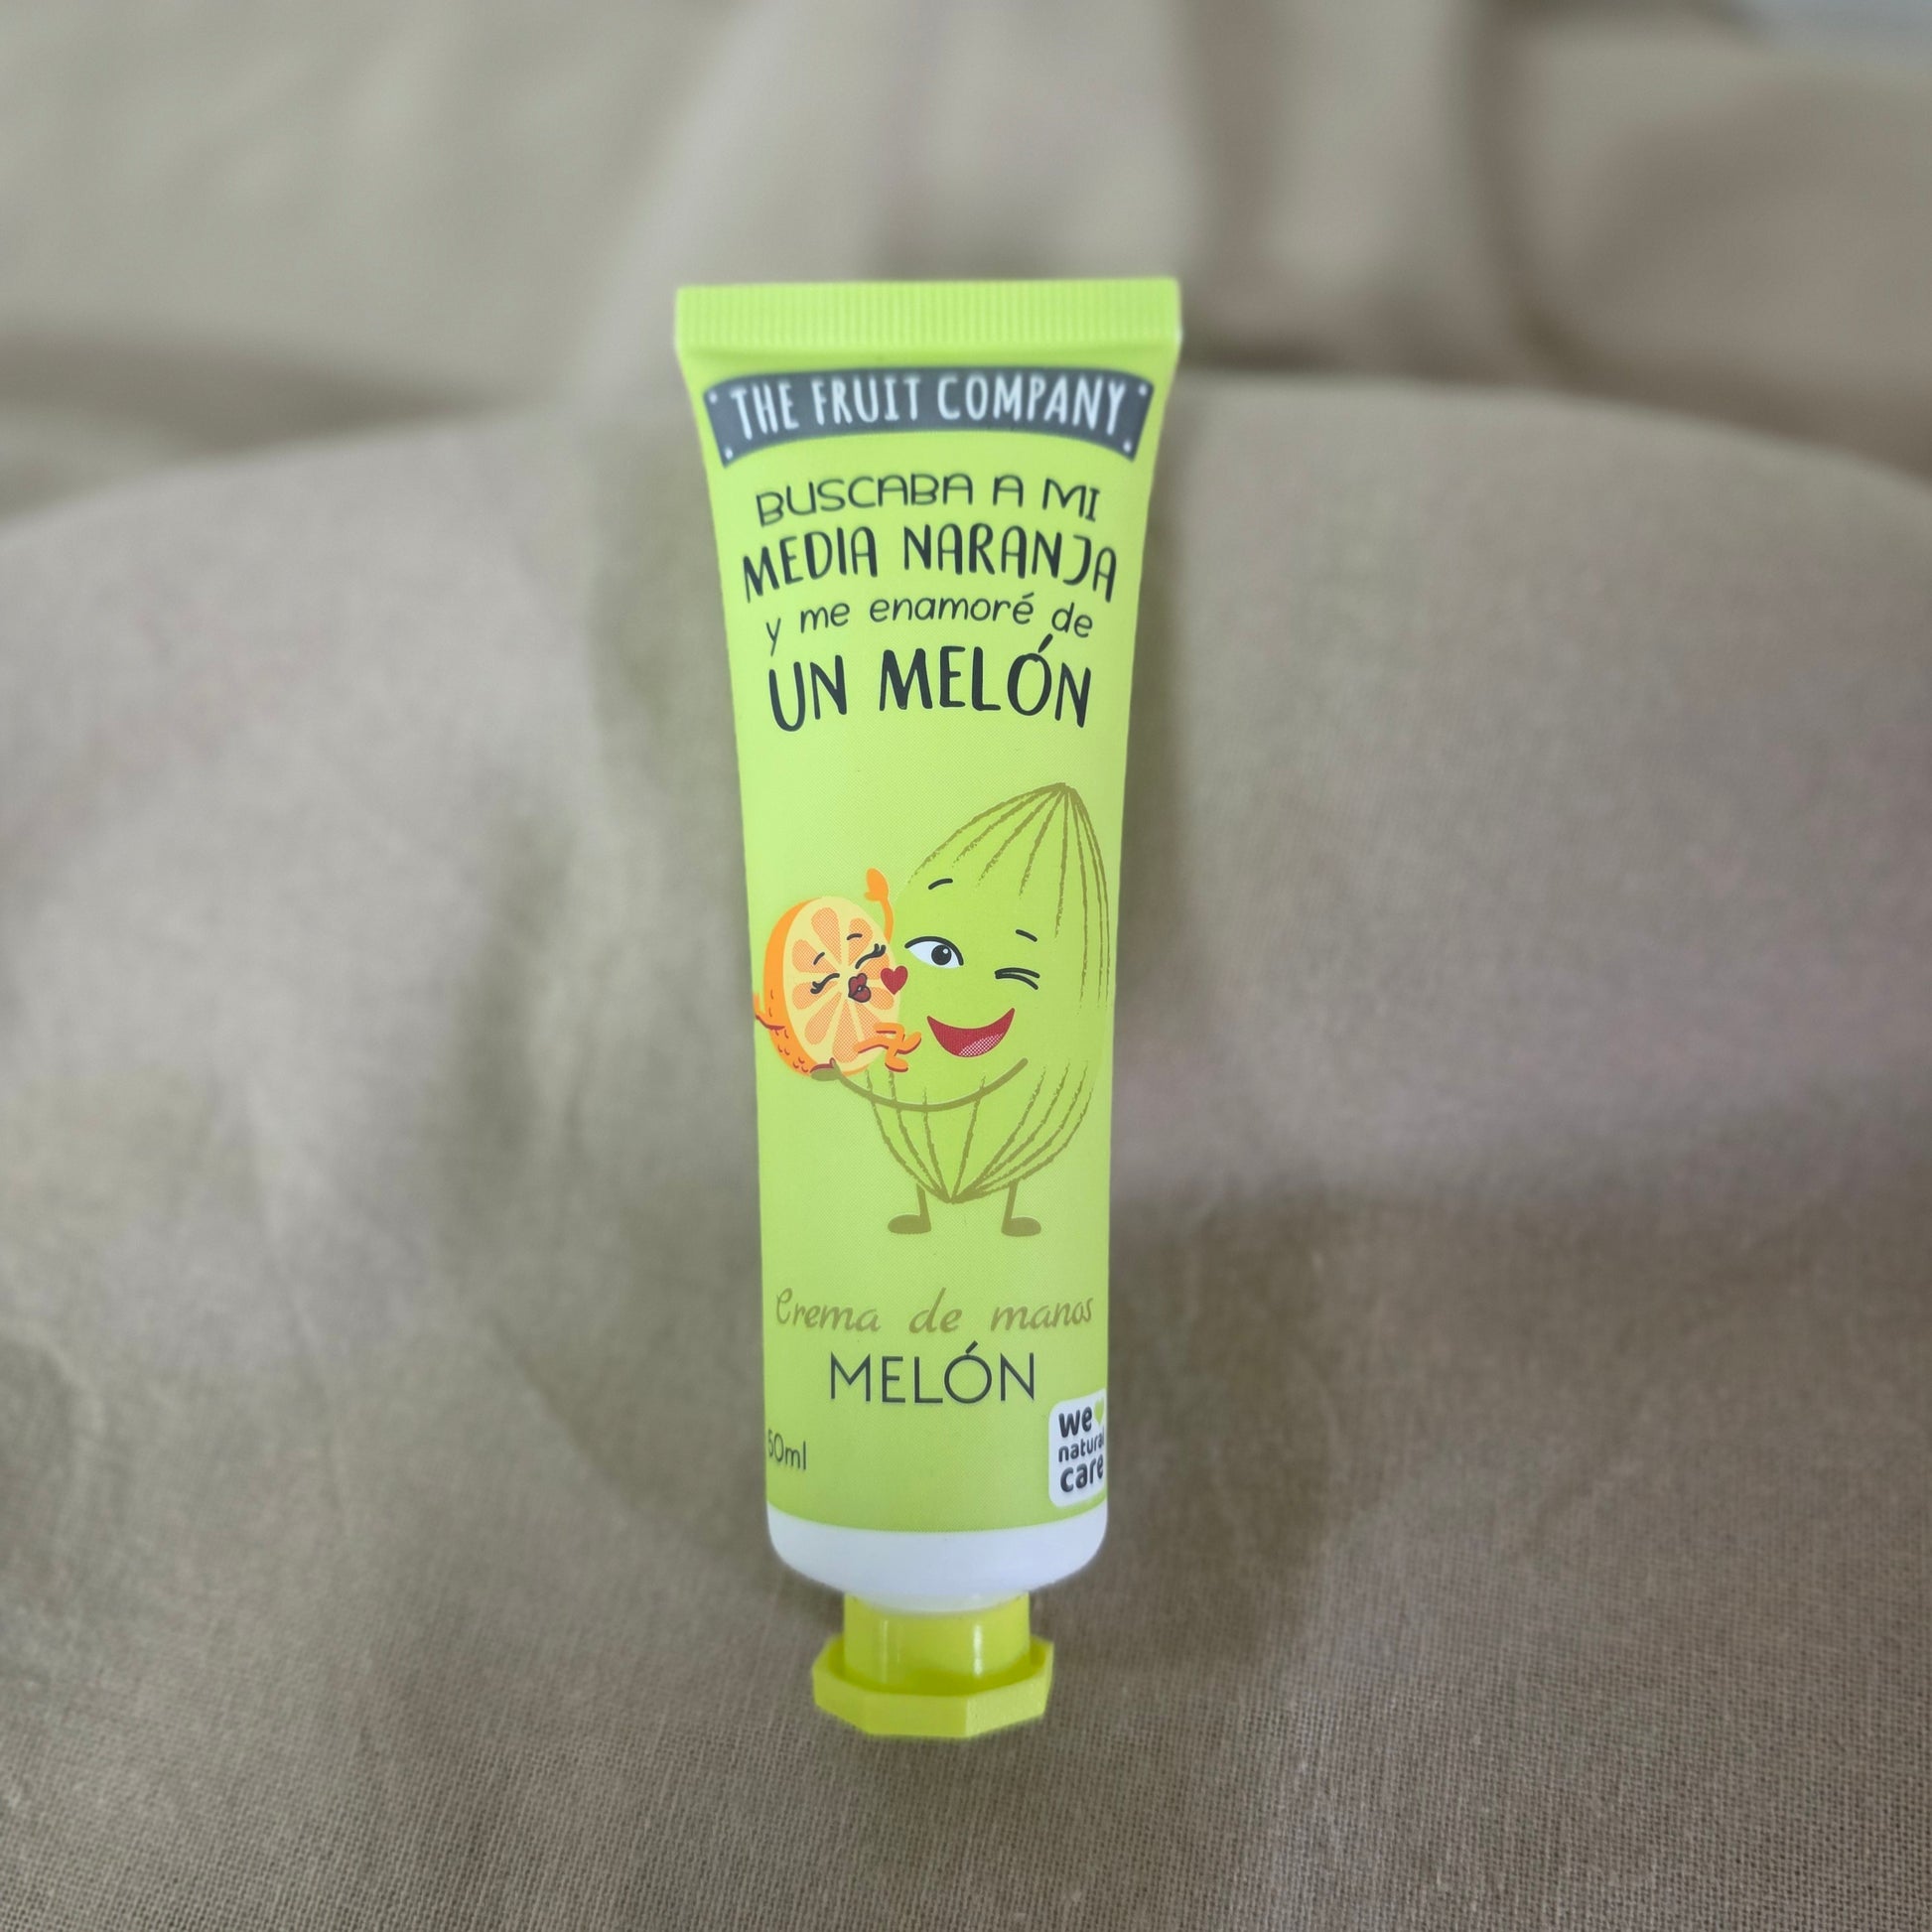 THE FRUIT COMPANY
BUSCABA A MI
MEDIA NARANJA
y me enamoré de
UN MELÓN
Crema de manos
MELÓN
50ml
we
natural
care